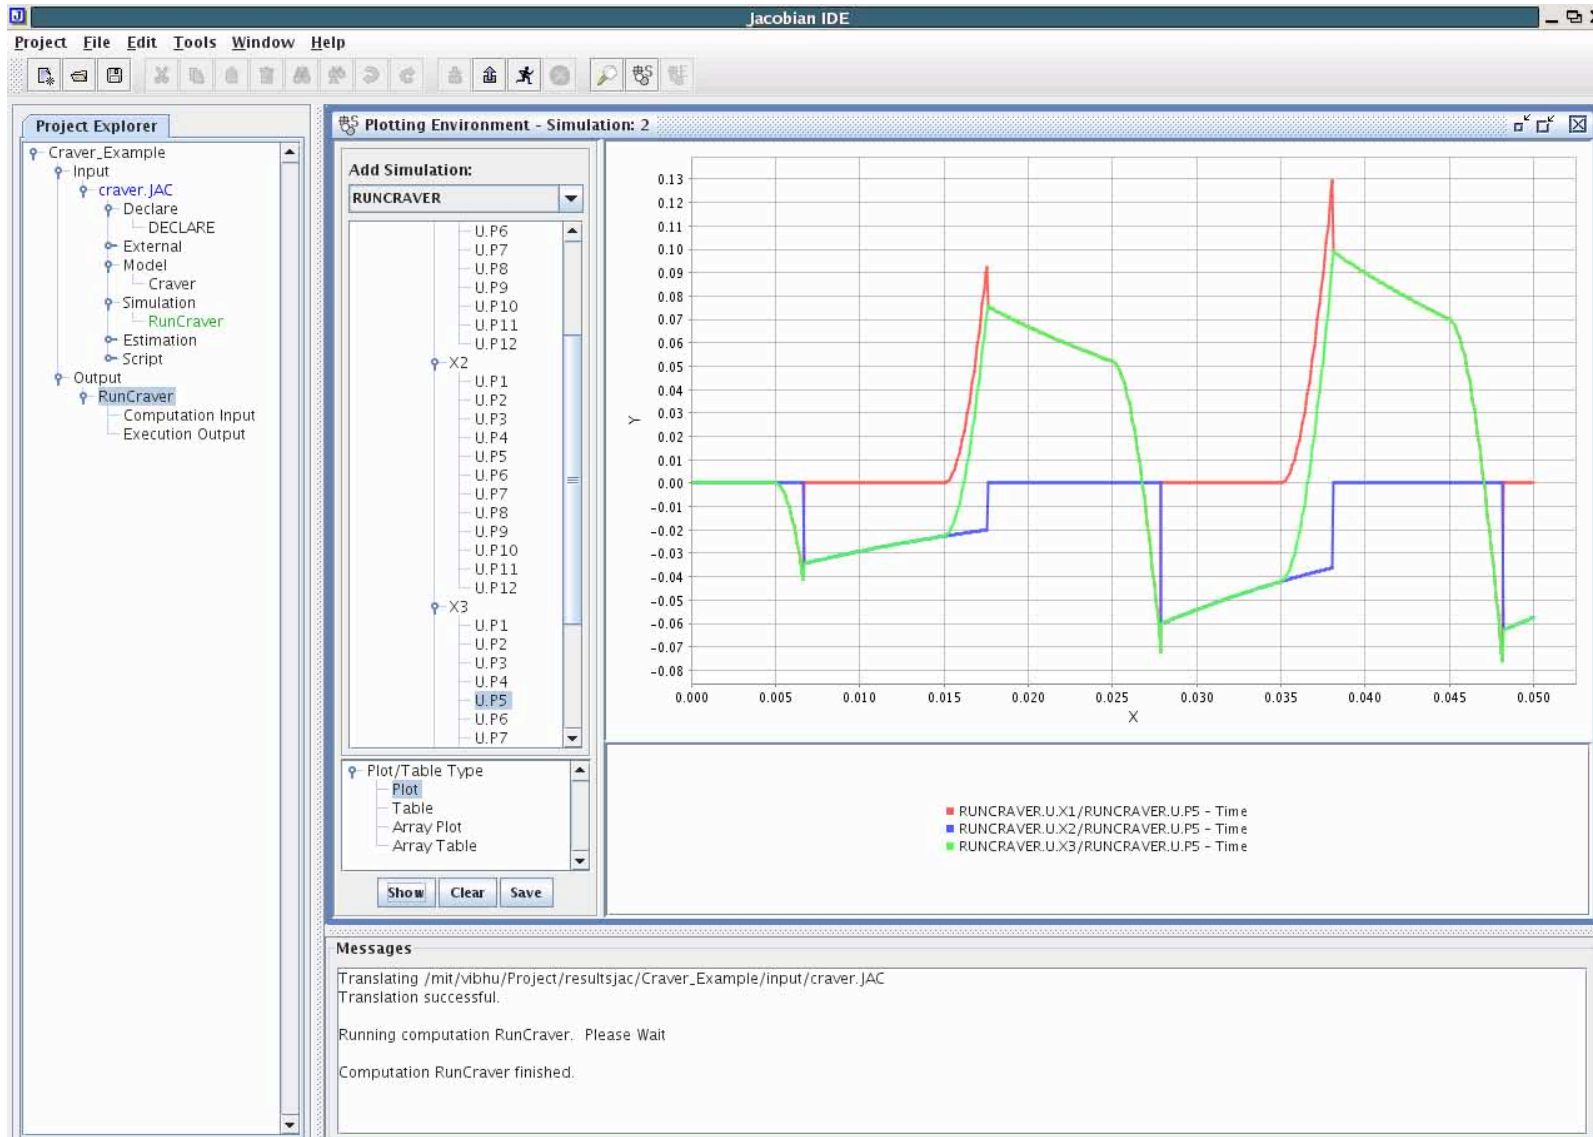 Jacobian IDE
Project File Edit Tools Window Help
Project Explorer
Craver_Example
Input
craver.JAC
Declare
DECLARE
External
Model
Craver
Simulation
RunCraver
Estimation
Script
Output
RunCraver
Computation Input
Execution Output
Plotting Environment - Simulation: 2
Add Simulation:
RUNCRAVER
U.P6
U.P7
U.P8
U.P9
U.P10
U.P11
U.P12
X2
U.P1
U.P2
U.P3
U.P4
U.P5
U.P6
U.P7
U.P8
U.P9
U.P10
U.P11
U.P12
X3
U.P1
U.P2
U.P3
U.P4
U.P5
U.P6
U.P7
Plot/Table Type
Plot
Table
Array Plot
Array Table
Show Clear Save
0.13
0.12
0.11
0.10
0.09
0.08
0.07
0.06
0.05
0.04
0.03
0.02
0.01
0.00
-0.01
-0.02
-0.03
-0.04
-0.05
-0.06
-0.07
-0.08
Y
0.000 0.005 0.010 0.015 0.020 0.025 0.030 0.035 0.040 0.045 0.050
X
RUNCRAVER.U.X1/RUNCRAVER.U.P5 - Time
RUNCRAVER.U.X2/RUNCRAVER.U.P5 - Time
RUNCRAVER.U.X3/RUNCRAVER.U.P5 - Time
Messages
Translating /mit/vibhu/Project/resultsjac/Craver_Example/input/craver.JAC
Translation successful.
Running computation RunCraver. Please Wait
Computation RunCraver finished.